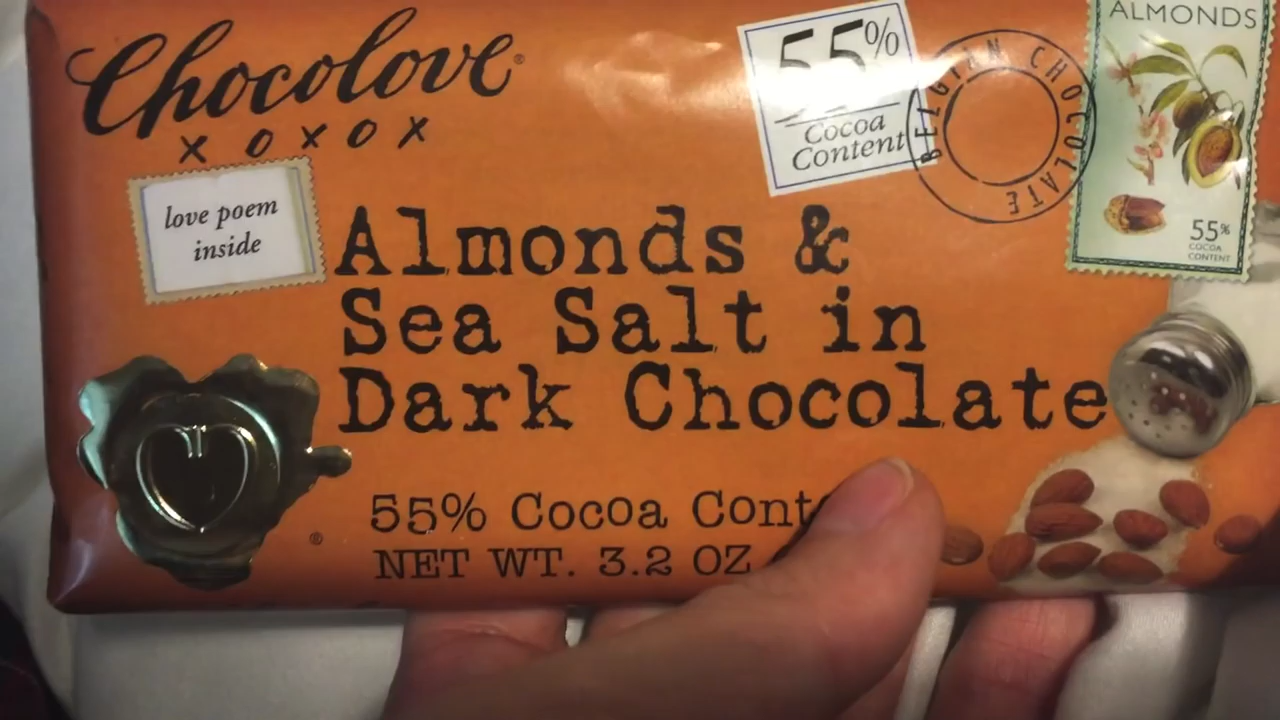 Chocolove®
XOXOX
love poem
inside
55%
Cocoa
Content
BELGIAN CHOCOLATE
ALMONDS
55%
COCOA
CONTENT
Almonds &
Sea Salt in
Dark Chocolate
55% Cocoa
NET WT. 3.2 OZ
®